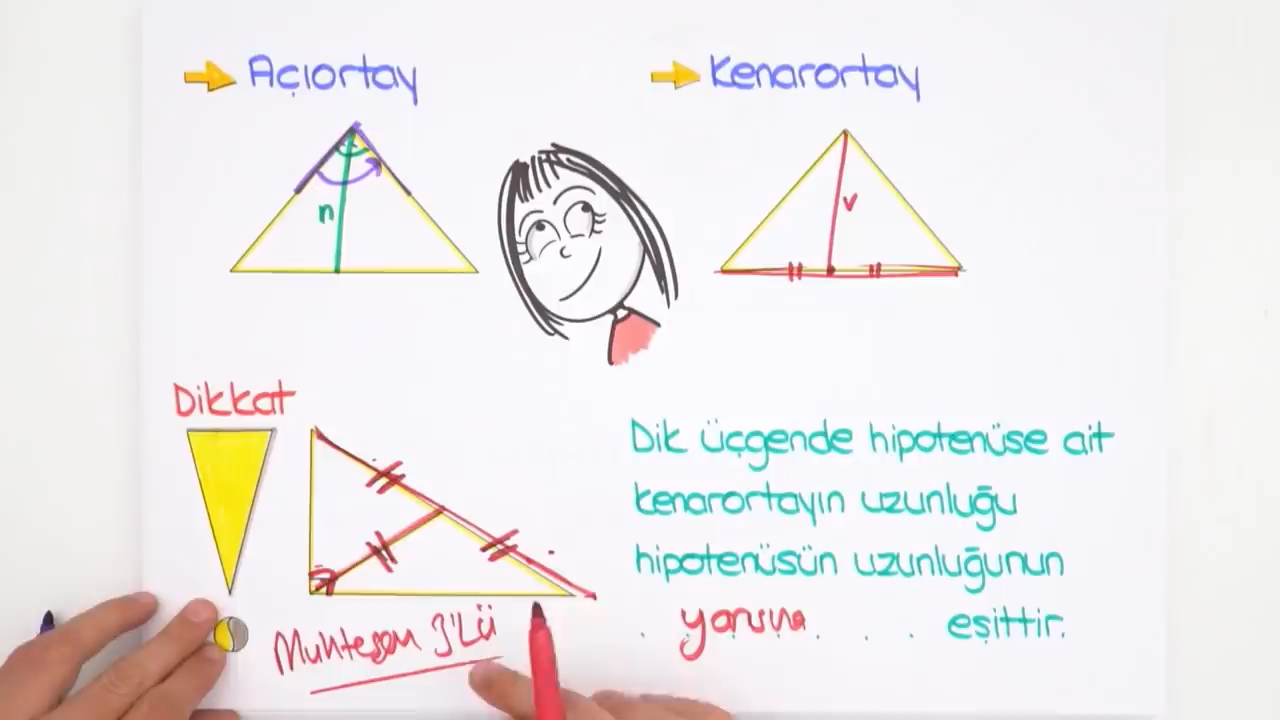 Açıortay
Kenarortay
n
v
Dikkat
Dik üçgende hipotenüse ait
kenarortayın uzunluğu
hipotenüsün uzunluğunun
. yarısına . . . eşittir.
Muhteşem 3'LÜ